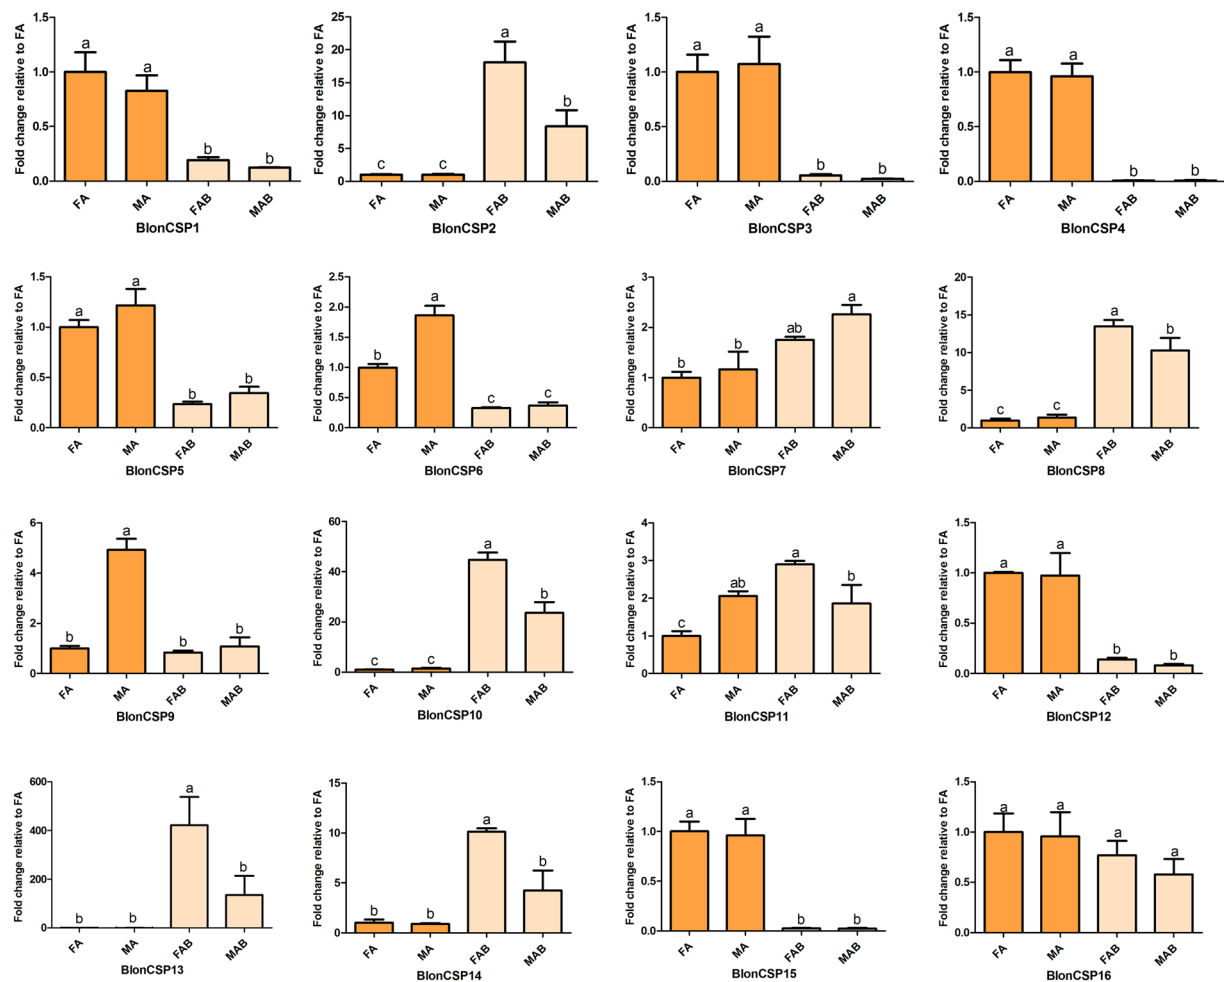 Fold change relative to FA
1.5
1.0
0.5
0.0
a
a
b
b
FA
MA
FAB
MAB
BlonCSP1
Fold change relative to FA
25
20
15
10
5
0
c
c
a
b
FA
MA
FAB
MAB
BlonCSP2
Fold change relative to FA
1.5
1.0
0.5
0.0
a
a
b
b
FA
MA
FAB
MAB
BlonCSP3
Fold change relative to FA
1.5
1.0
0.5
0.0
a
a
b
b
FA
MA
FAB
MAB
BlonCSP4
Fold change relative to FA
1.5
1.0
0.5
0.0
a
a
b
b
FA
MA
FAB
MAB
BlonCSP5
Fold change relative to FA
2.5
2.0
1.5
1.0
0.5
0.0
b
a
c
c
FA
MA
FAB
MAB
BlonCSP6
Fold change relative to FA
3
2
1
0
b
b
ab
a
FA
MA
FAB
MAB
BlonCSP7
Fold change relative to FA
20
15
10
5
0
c
c
a
b
FA
MA
FAB
MAB
BlonCSP8
Fold change relative to FA
6
4
2
0
b
a
b
b
FA
MA
FAB
MAB
BlonCSP9
Fold change relative to FA
60
40
20
0
c
c
a
b
FA
MA
FAB
MAB
BlonCSP10
Fold change relative to FA
4
3
2
1
0
c
ab
a
b
FA
MA
FAB
MAB
BlonCSP11
Fold change relative to FA
1.5
1.0
0.5
0.0
a
a
b
b
FA
MA
FAB
MAB
BlonCSP12
Fold change relative to FA
600
400
200
0
b
b
a
b
FA
MA
FAB
MAB
BlonCSP13
Fold change relative to FA
15
10
5
0
b
b
a
b
FA
MA
FAB
MAB
BlonCSP14
Fold change relative to FA
1.5
1.0
0.5
0.0
a
a
b
b
FA
MA
FAB
MAB
BlonCSP15
Fold change relative to FA
1.5
1.0
0.5
0.0
a
a
a
a
FA
MA
FAB
MAB
BlonCSP16